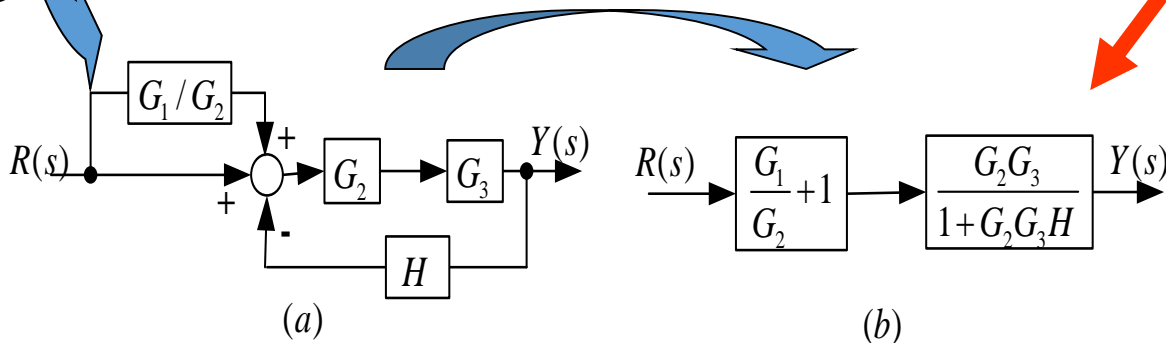 G₁ / G₂
+
R(s)
+
-
G₂
G₃
Y(s)
H
(a)
R(s)
G₁/G₂ +1
G₂G₃/1+G₂G₃H
Y(s)
(b)